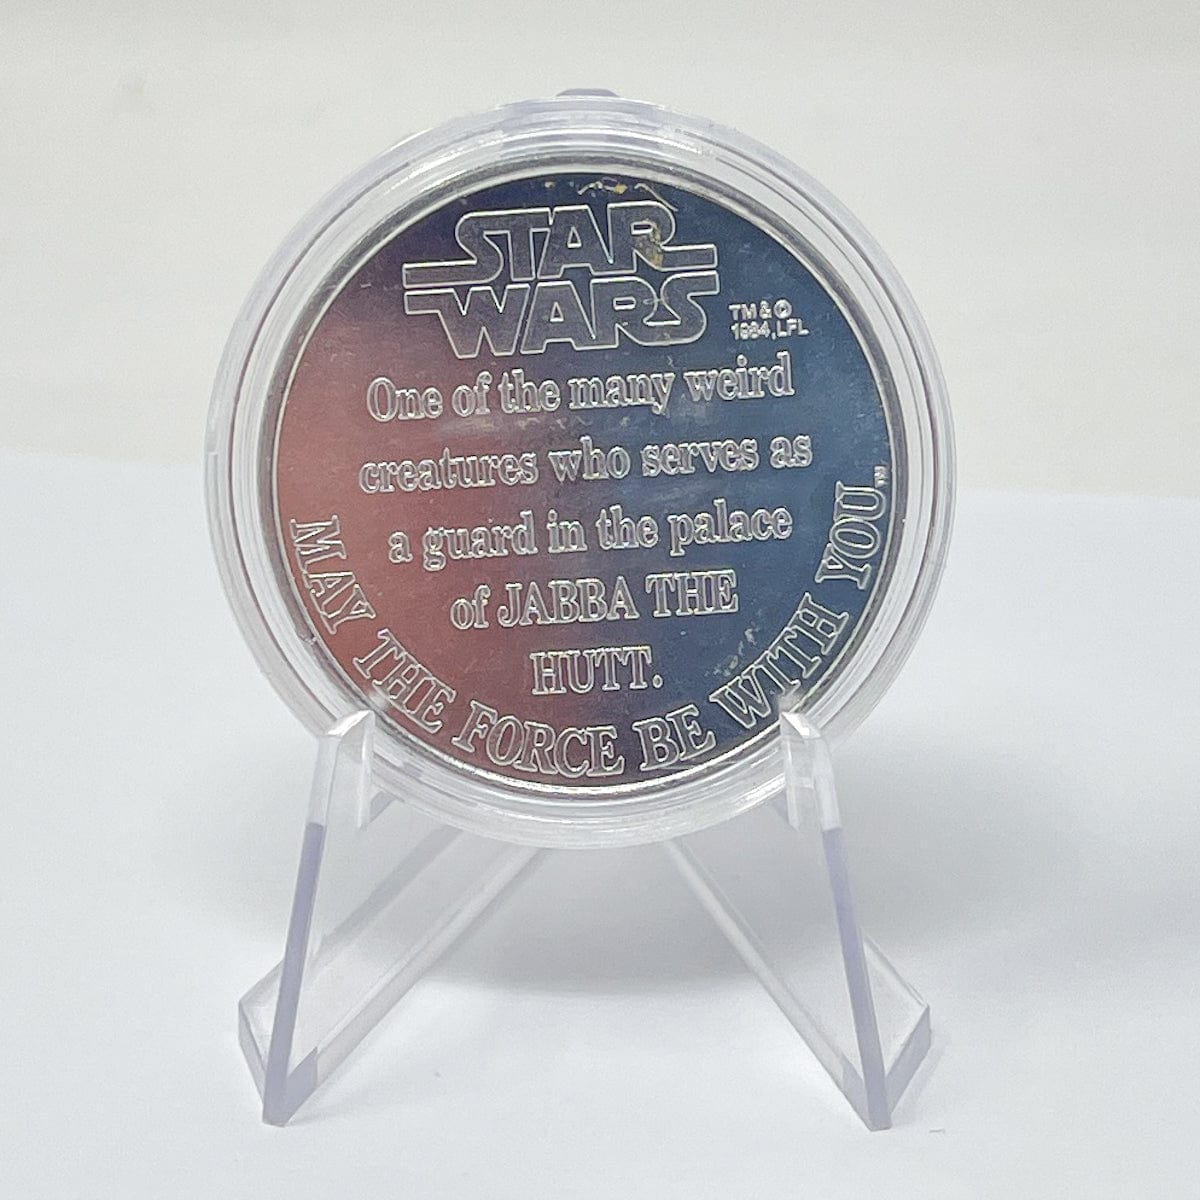 STAR
WARS
TM & ©
1984, LFL
One of the many weird
creatures who serves as
a guard in the palace
of JABBA THE
HUTT.
MAY THE FORCE BE WITH YOU™